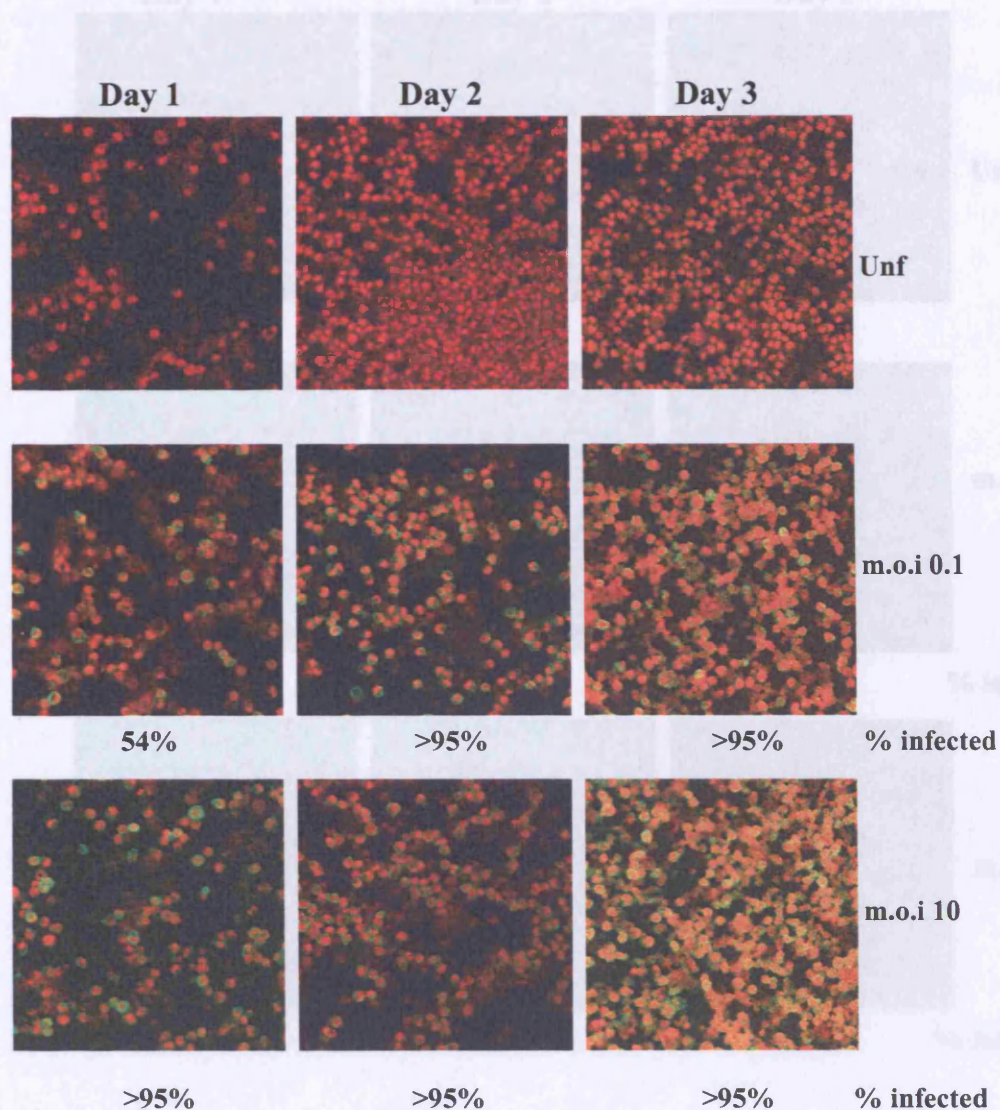 Day 1 Day 2 Day 3
Unf
m.o.i 0.1
54% >95% >95% % infected
m.o.i 10
>95% >95% >95% % infected